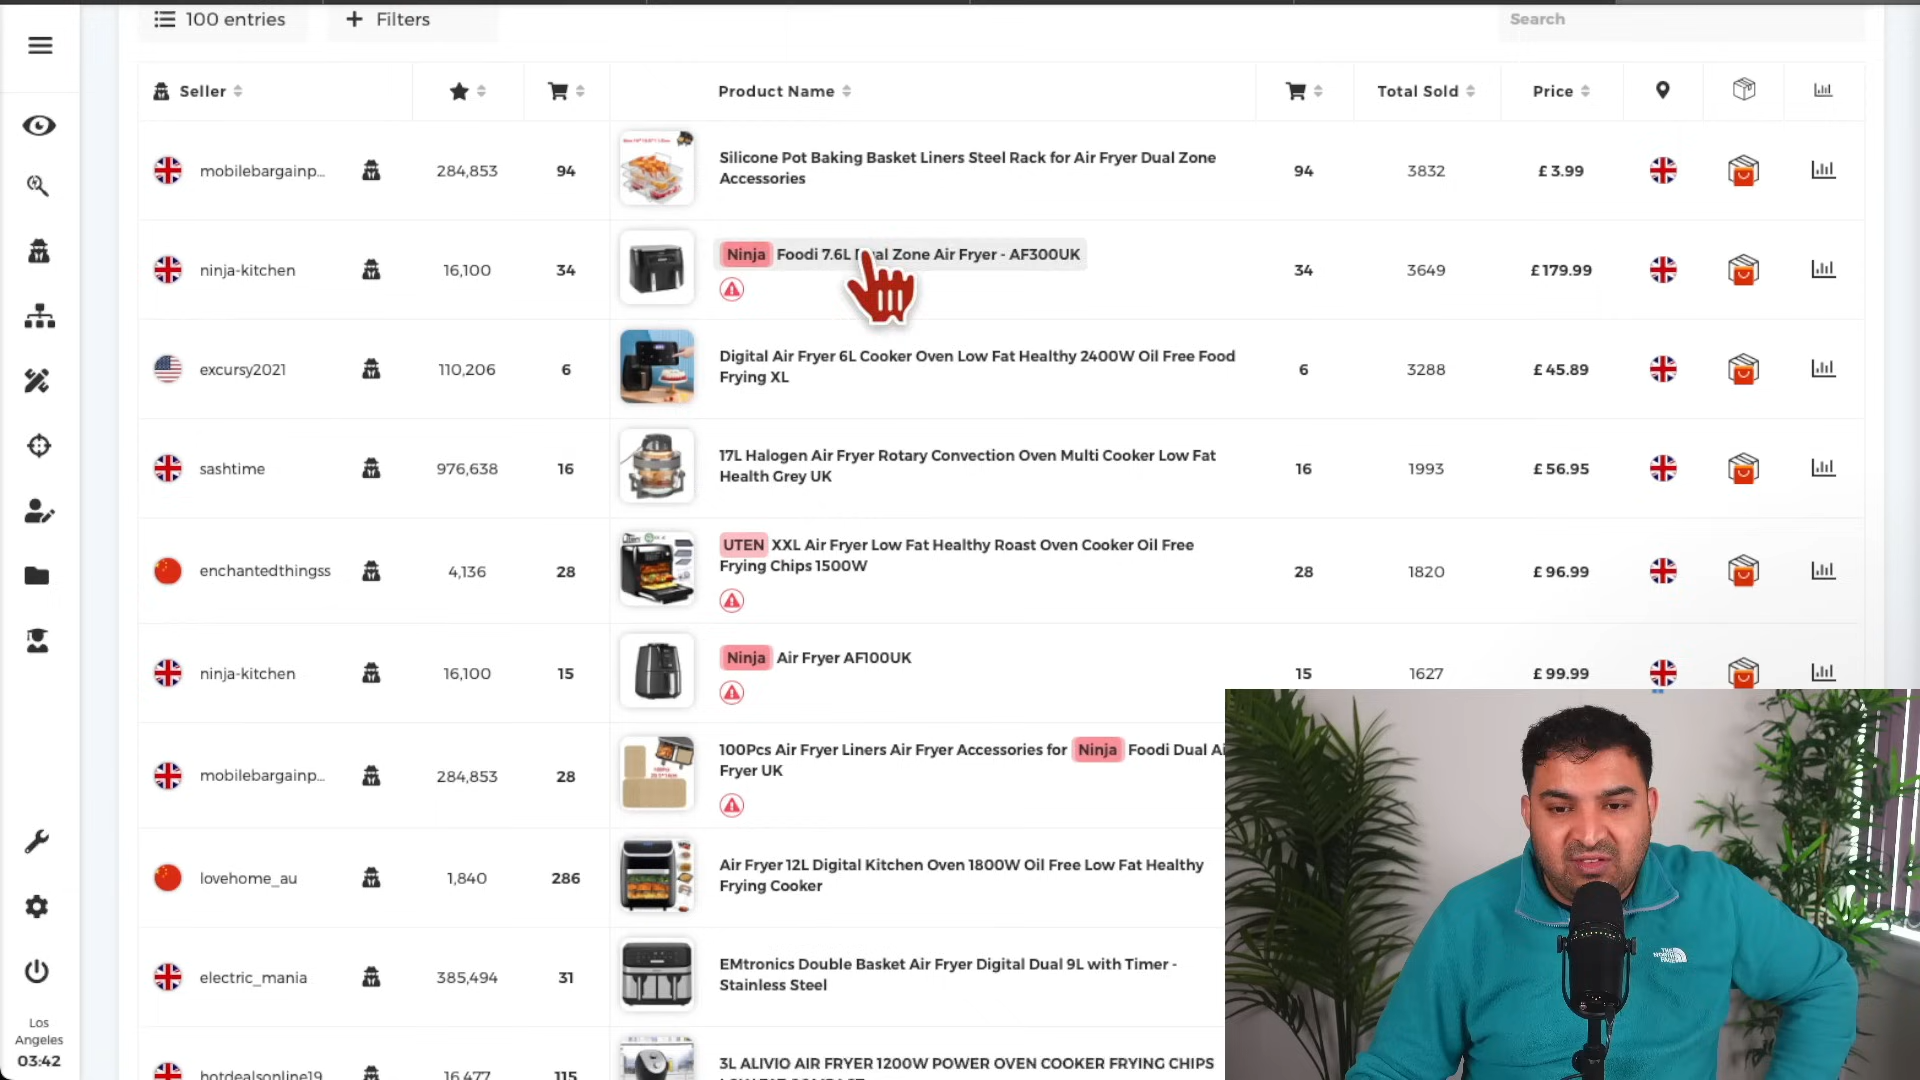 100 entries
Filters
Search
Seller
Product Name
Total Sold
Price
mobilebargainp...
284,853
94
Silicone Pot Baking Basket Liners Steel Rack for Air Fryer Dual Zone
Accessories
94
3832
£ 3.99
ninja-kitchen
16,100
34
Ninja Foodi 7.6L Dual Zone Air Fryer - AF300UK
34
3649
£ 179.99
excursy2021
110,206
6
Digital Air Fryer 6L Cooker Oven Low Fat Healthy 2400W Oil Free Food
Frying XL
6
3288
£ 45.89
sashtime
976,638
16
17L Halogen Air Fryer Rotary Convection Oven Multi Cooker Low Fat
Health Grey UK
16
1993
£ 56.95
enchantedthingss
4,136
28
UTEN XXL Air Fryer Low Fat Healthy Roast Oven Cooker Oil Free
Frying Chips 1500W
28
1820
£ 96.99
ninja-kitchen
16,100
15
Ninja Air Fryer AF100UK
15
1627
£ 99.99
mobilebargainp...
284,853
28
100Pcs Air Fryer Liners Air Fryer Accessories for Ninja Foodi Dual Ai
Fryer UK
lovehome_au
1,840
286
Air Fryer 12L Digital Kitchen Oven 1800W Oil Free Low Fat Healthy
Frying Cooker
electric_mania
385,494
31
EMtronics Double Basket Air Fryer Digital Dual 9L with Timer -
Stainless Steel
hotdealsonline19
16,477
115
3L ALIVIO AIR FRYER 1200W POWER OVEN COOKER FRYING CHIPS
Los
Angeles
03:42
THE
NORTH
FACE